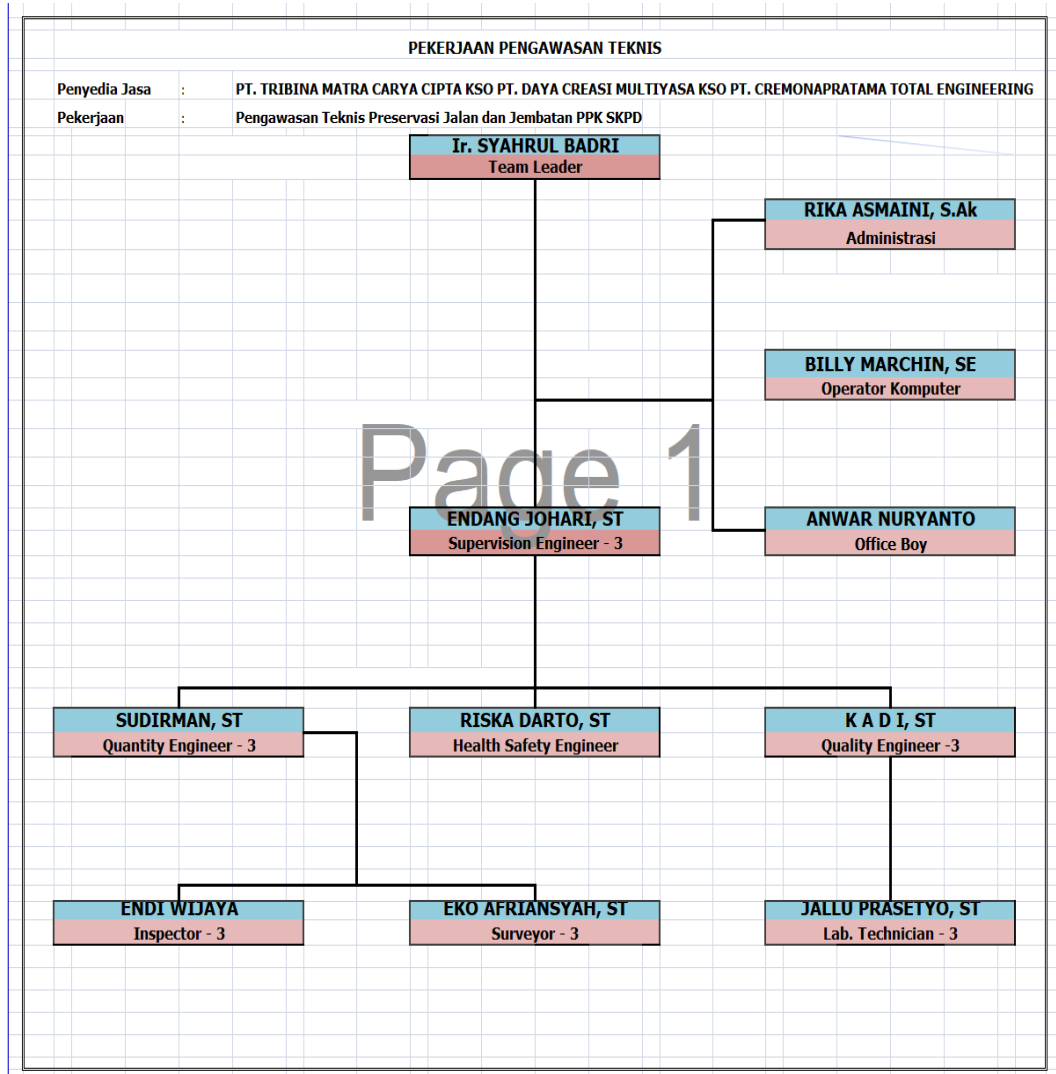 PEKERJAAN PENGAWASAN TEKNIS
Penyedia Jasa : PT. TRIBINA MATRA CARYA CIPTA KSO PT. DAYA CREASI MULTIYASA KSO PT. CREMONAPRATAMA TOTAL ENGINEERING
Pekerjaan : Pengawasan Teknis Preservasi Jalan dan Jembatan PPK SKPD
Ir. SYAHRUL BADRI
Team Leader
RIKA ASMAINI, S.Ak
Administrasi
BILLY MARCHIN, SE
Operator Komputer
Page 1
ENDANG JOHARI, ST
Supervision Engineer - 3
ANWAR NURYANTO
Office Boy
SUDIRMAN, ST
Quantity Engineer - 3
RISKA DARTO, ST
Health Safety Engineer
K A D I, ST
Quality Engineer -3
ENDI WIJAYA
Inspector - 3
EKO AFRIANSYAH, ST
Surveyor - 3
JALLU PRASETYO, ST
Lab. Technician - 3